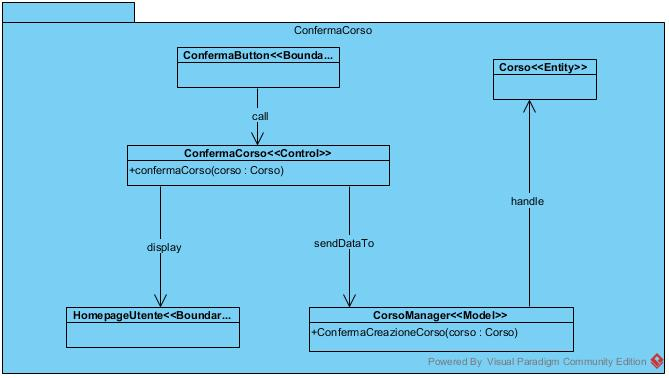 ConfermaCorso
ConfermaButton<<Bounda...
Corso<<Entity>>
call
ConfermaCorso<<Control>>
+confermaCorso(corso : Corso)
handle
display
sendDataTo
HomepageUtente<<Boundar...
CorsoManager<<Model>>
+ConfermaCreazioneCorso(corso : Corso)
Powered By Visual Paradigm Community Edition